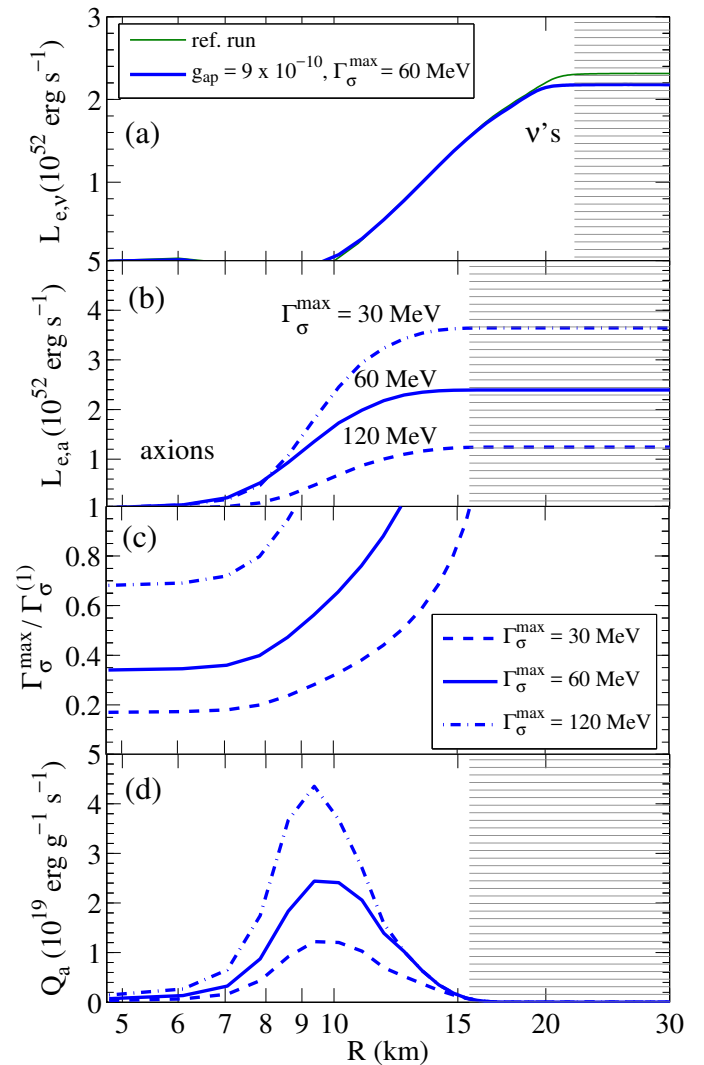 3
ref. run
g_ap = 9 x 10^-10, Γ_σ^max = 60 MeV
2
(a)
ν's
1
L_e,ν (10^52 erg s^-1)
5
(b)
Γ_σ^max = 30 MeV
4
3
60 MeV
2
120 MeV
axions
1
L_e,a (10^52 erg s^-1)
1
(c)
0.8
0.6
Γ_σ^max = 30 MeV
0.4
Γ_σ^max = 60 MeV
0.2
Γ_σ^max = 120 MeV
Γ_σ^max / Γ_σ^(1)
5
(d)
4
3
2
1
0
Q_a (10^19 erg g^-1 s^-1)
5 6 7 8 9 10 15 20 30
R (km)